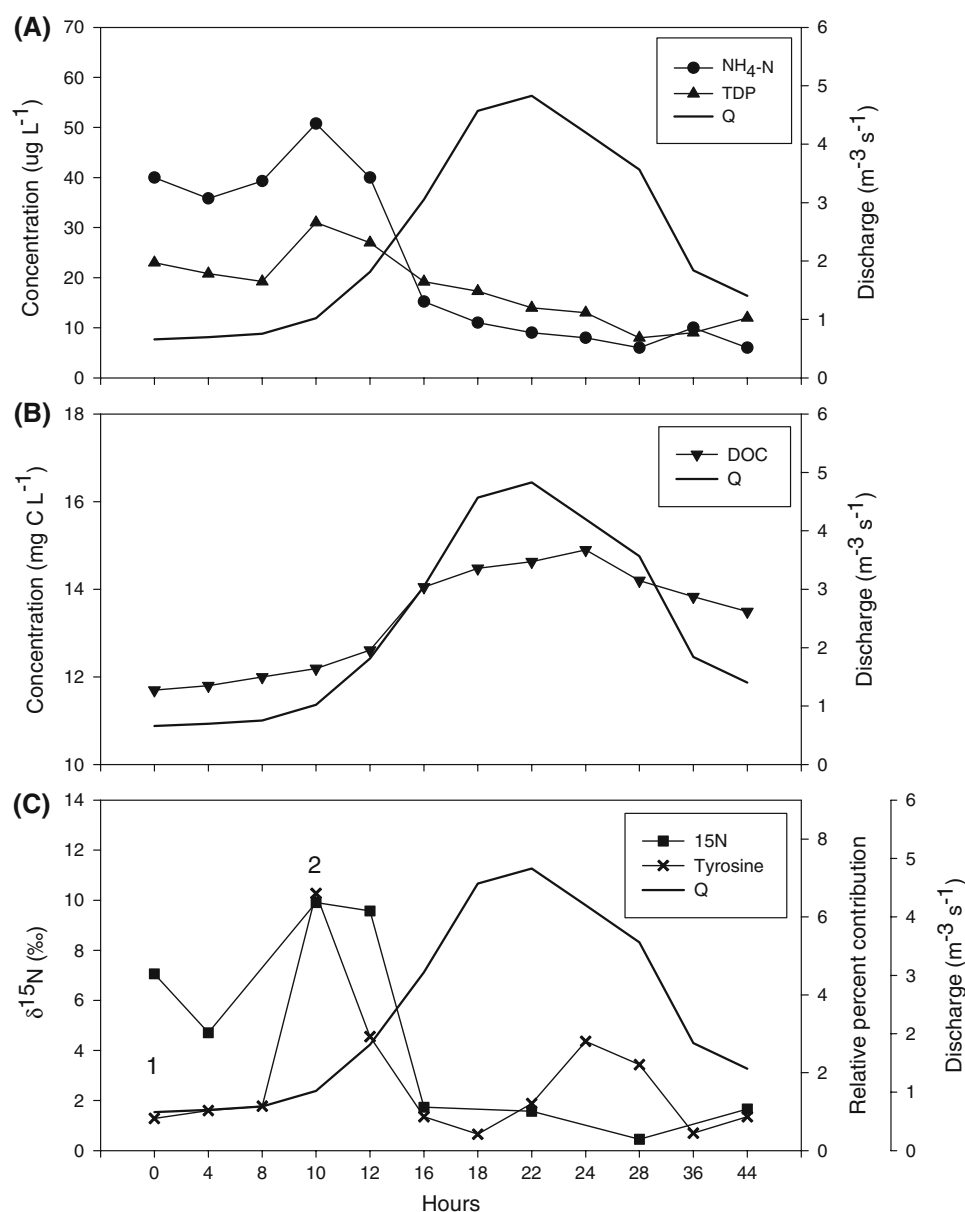 (A)
70
60
50
40
30
20
10
0
Concentration (ug L⁻¹)
NH₄-N
TDP
Q
6
5
4
3
2
1
0
Discharge (m⁻³ s⁻¹)
(B)
18
16
14
12
10
Concentration (mg C L⁻¹)
DOC
Q
6
5
4
3
2
1
0
Discharge (m⁻³ s⁻¹)
(C)
14
12
10
8
6
4
2
0
δ¹⁵N (‰)
1
2
15N
Tyrosine
Q
8
6
4
2
0
Relative percent contribution
6
5
4
3
2
1
0
Discharge (m⁻³ s⁻¹)
0 4 8 10 12 16 18 22 24 28 36 44
Hours